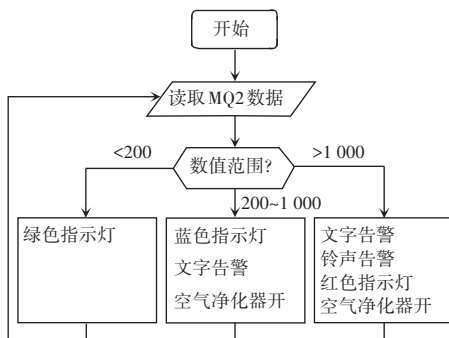 开始
读取MQ2数据
数值范围?
<200
>1 000
200~1 000
绿色指示灯
蓝色指示灯
文字告警
空气净化器开
文字告警
铃声告警
红色指示灯
空气净化器开